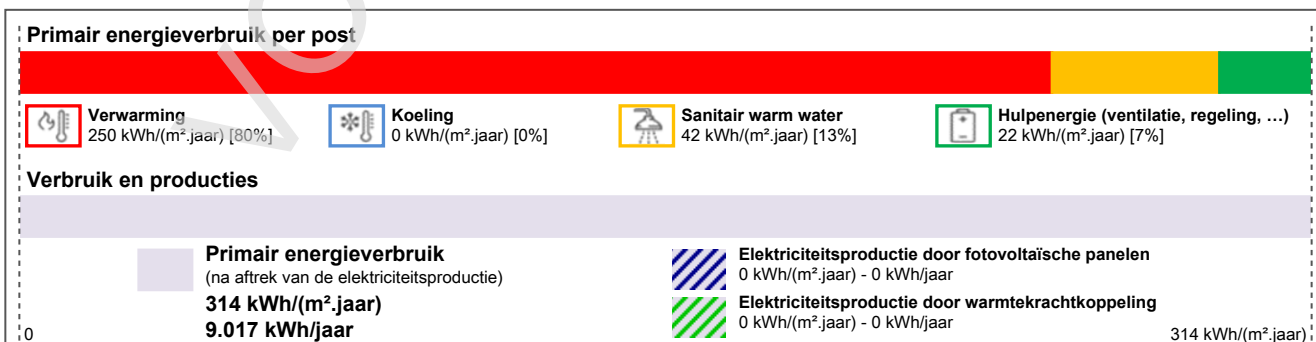 Primair energieverbruik per post
Verwarming
250 kWh/(m².jaar) [80%]
Koeling
0 kWh/(m².jaar) [0%]
Sanitair warm water
42 kWh/(m².jaar) [13%]
Hulpenergie (ventilatie, regeling, …)
22 kWh/(m².jaar) [7%]
Verbruik en producties
Primair energieverbruik
(na aftrek van de elektriciteitsproductie)
314 kWh/(m².jaar)
9.017 kWh/jaar
Elektriciteitsproductie door fotovoltaïsche panelen
0 kWh/(m².jaar) - 0 kWh/jaar
Elektriciteitsproductie door warmtekrachtkoppeling
0 kWh/(m².jaar) - 0 kWh/jaar
0
314 kWh/(m².jaar)